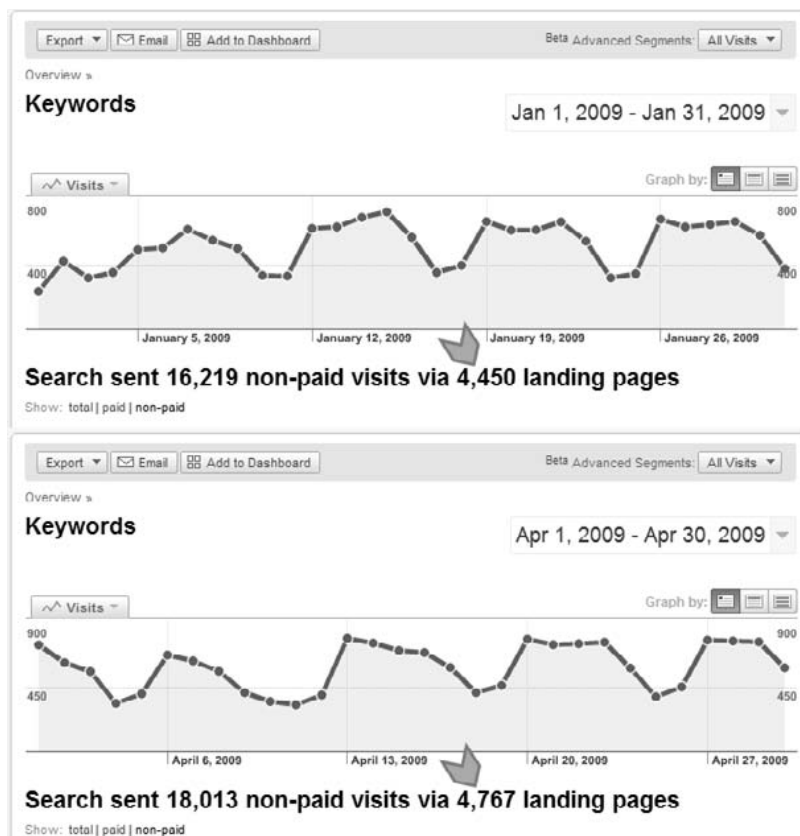 Export Email Add to Dashboard Beta Advanced Segments: All Visits
Overview »
Keywords
Jan 1, 2009 - Jan 31, 2009
Visits Graph by:
800 800
400 400
January 5, 2009 January 12, 2009 January 19, 2009 January 26, 2009
Search sent 16,219 non-paid visits via 4,450 landing pages
Show: total | paid | non-paid
Export Email Add to Dashboard Beta Advanced Segments: All Visits
Overview »
Keywords
Apr 1, 2009 - Apr 30, 2009
Visits Graph by:
900 900
450 450
April 6, 2009 April 13, 2009 April 20, 2009 April 27, 2009
Search sent 18,013 non-paid visits via 4,767 landing pages
Show: total | paid | non-paid